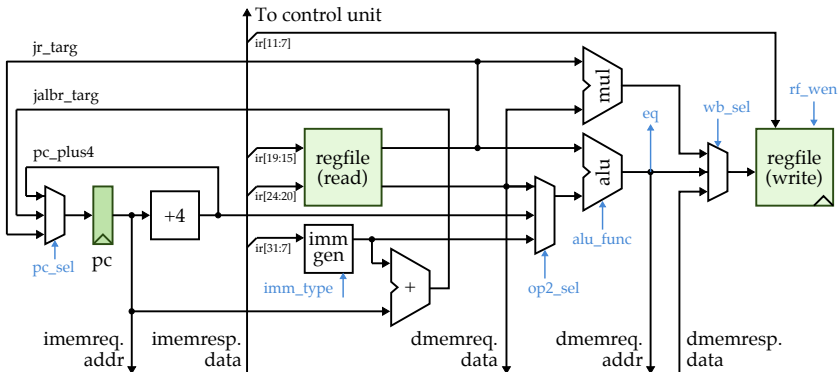 To control unit
ir[11:7]
jr_targ
mul
jalbr_targ
rf_wen
wb_sel
eq
pc_plus4
ir[19:15]
regfile
(read)
alu
regfile
(write)
ir[24:20]
+4
pc_sel
pc
ir[31:7]
imm
gen
alu_func
imm_type
+
op2_sel
imemreq.
addr
imemresp.
data
dmemreq.
data
dmemreq.
addr
dmemresp.
data